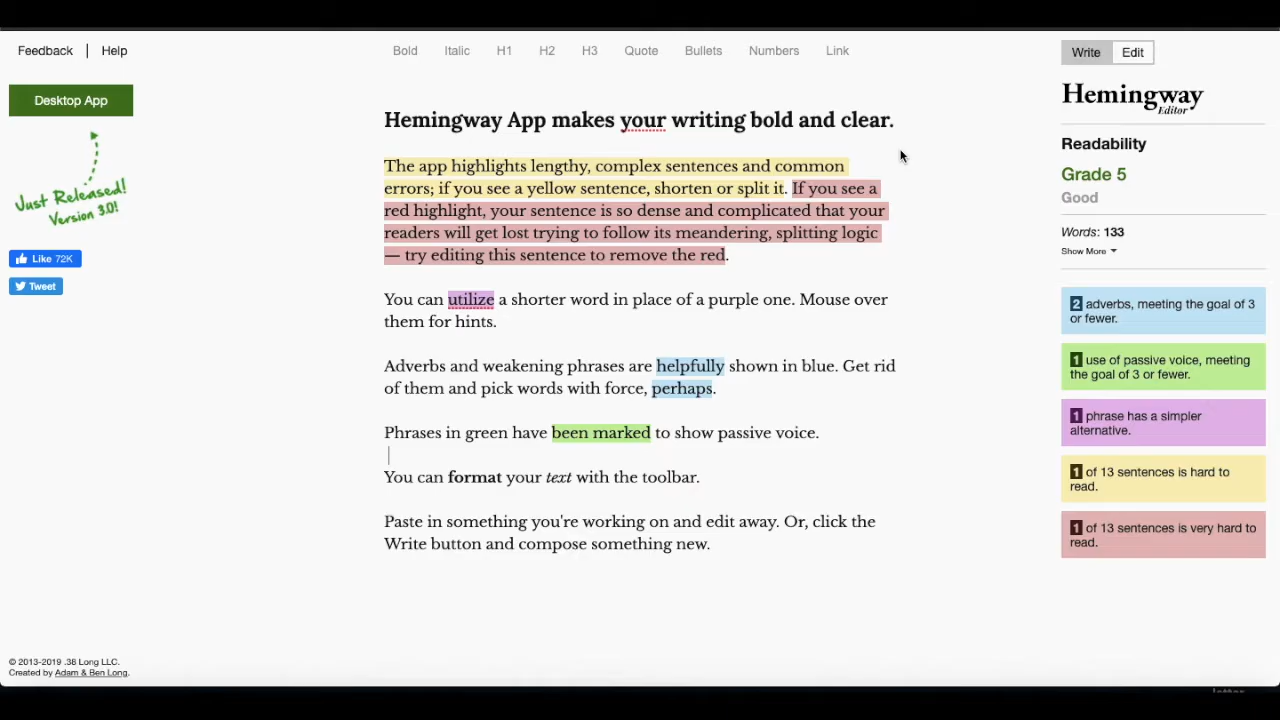 Feedback | Help
Bold Italic H1 H2 H3 Quote Bullets Numbers Link
Write Edit
Desktop App
Just Released!
Version 3.0!
Like 72K
Tweet
Hemingway App makes your writing bold and clear.
The app highlights lengthy, complex sentences and common
errors; if you see a yellow sentence, shorten or split it. If you see a
red highlight, your sentence is so dense and complicated that your
readers will get lost trying to follow its meandering, splitting logic
— try editing this sentence to remove the red.
You can utilize a shorter word in place of a purple one. Mouse over
them for hints.
Adverbs and weakening phrases are helpfully shown in blue. Get rid
of them and pick words with force, perhaps.
Phrases in green have been marked to show passive voice.
You can format your text with the toolbar.
Paste in something you're working on and edit away. Or, click the
Write button and compose something new.
Hemingway
Editor
Readability
Grade 5
Good
Words: 133
Show More
2 adverbs, meeting the goal of 3
or fewer.
1 use of passive voice, meeting
the goal of 3 or fewer.
1 phrase has a simpler
alternative.
1 of 13 sentences is hard to
read.
1 of 13 sentences is very hard to
read.
© 2013-2019 .38 Long LLC.
Created by Adam & Ben Long.